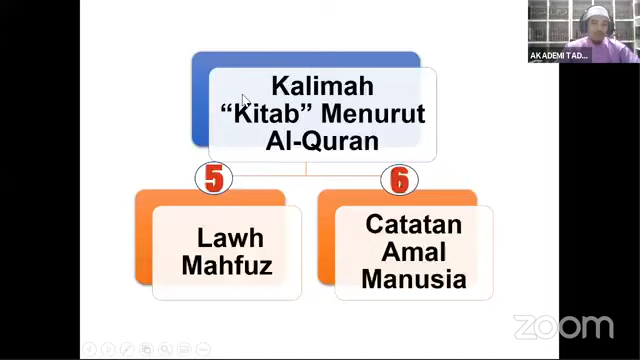 AKADEMI TAD...
Kalimah
“Kitab” Menurut
Al-Quran
5
6
Lawh
Mahfuz
Catatan
Amal
Manusia
zoom